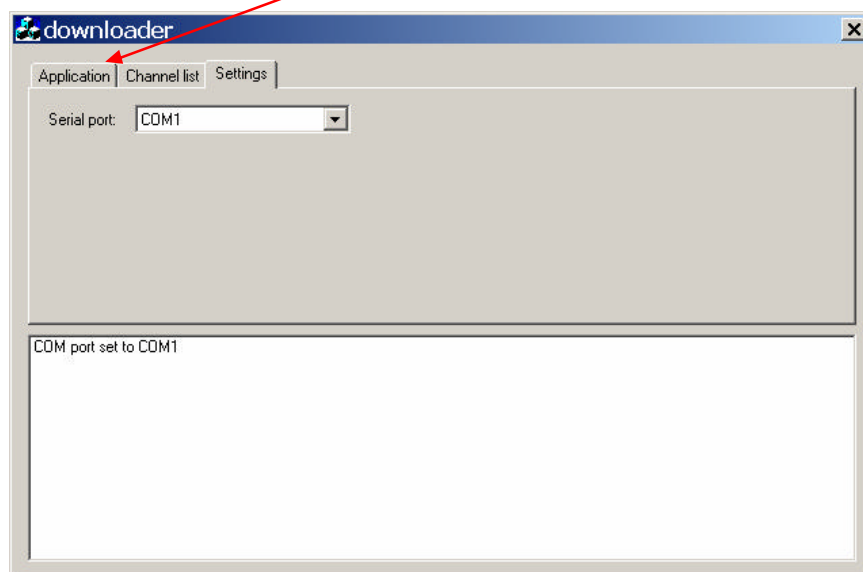 downloader
Application Channel list Settings
Serial port: COM1
COM port set to COM1